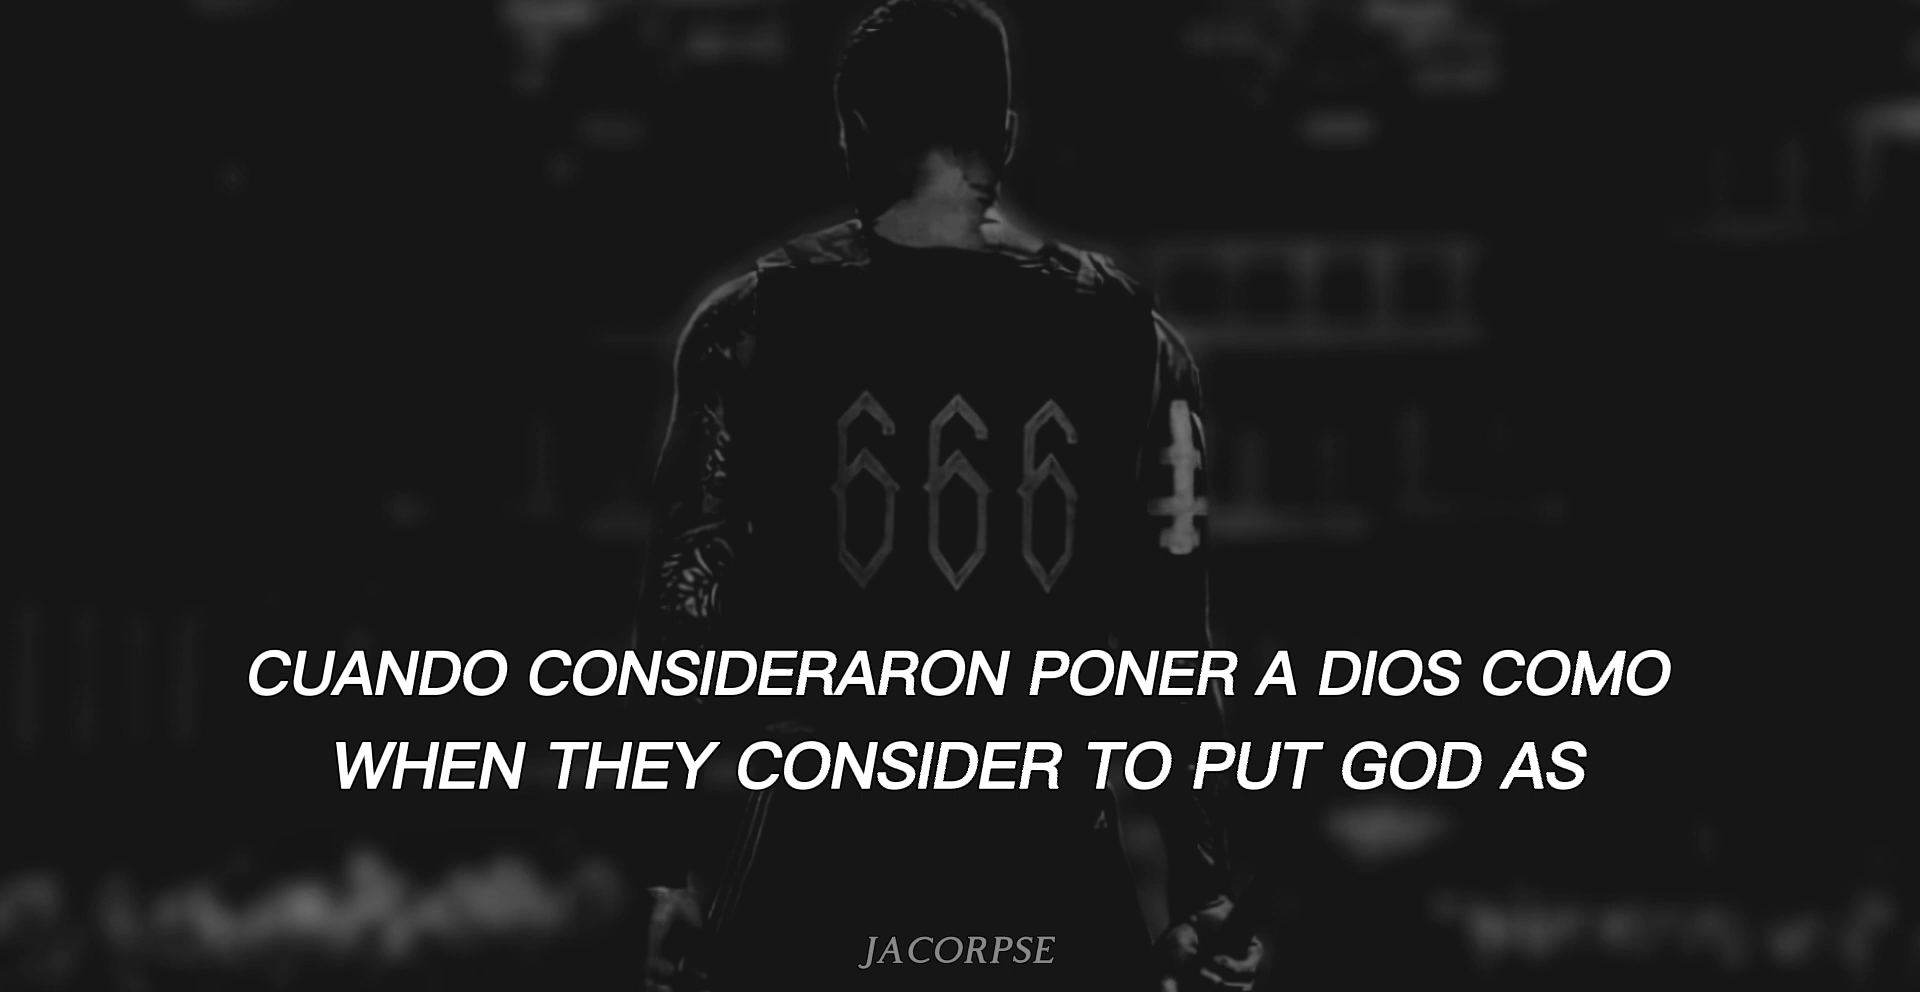 666
CUANDO CONSIDERARON PONER A DIOS COMO
WHEN THEY CONSIDER TO PUT GOD AS
JACORPSE